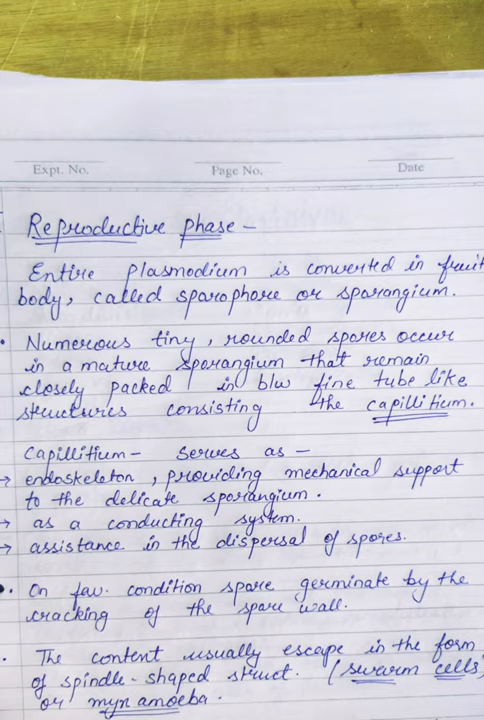 Expt. No. Page No. Date
Reproductive phase -
Entire plasmodium is converted in fruit
body, called sporophore or sporangium.
• Numerous tiny, rounded spores occur
in a mature sporangium that remain
closely packed in b/w fine tube like
structures consisting the capillitium.
Capillitium - serves as -
→ endoskeleton, providing mechanical support
to the delicate sporangium.
→ as a conducting system.
→ assistance in the dispersal of spores.
• On fav. condition spore germinate by the
cracking of the spore wall.
• The content usually escape in the form
of spindle-shaped struct. (swarm cells)
or myxamoeba.